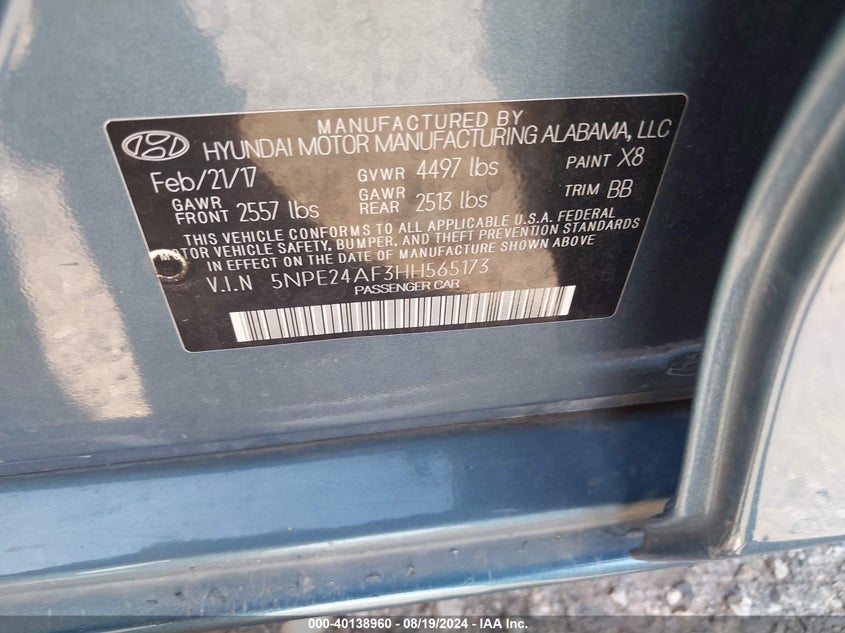 MANUFACTURED BY
HYUNDAI MOTOR MANUFACTURING ALABAMA, LLC
Feb/21/17 GVWR 4497 lbs PAINT X8
GAWR FRONT 2557 lbs GAWR REAR 2513 lbs TRIM BB
THIS VEHICLE CONFORMS TO ALL APPLICABLE U.S.A. FEDERAL
MOTOR VEHICLE SAFETY, BUMPER, AND THEFT PREVENTION STANDARDS
IN EFFECT ON THE DATE OF MANUFACTURE SHOWN ABOVE
V.I.N 5NPE24AF3HH565173
PASSENGER CAR
000-40138960 - 08/19/2024 - IAA Inc.